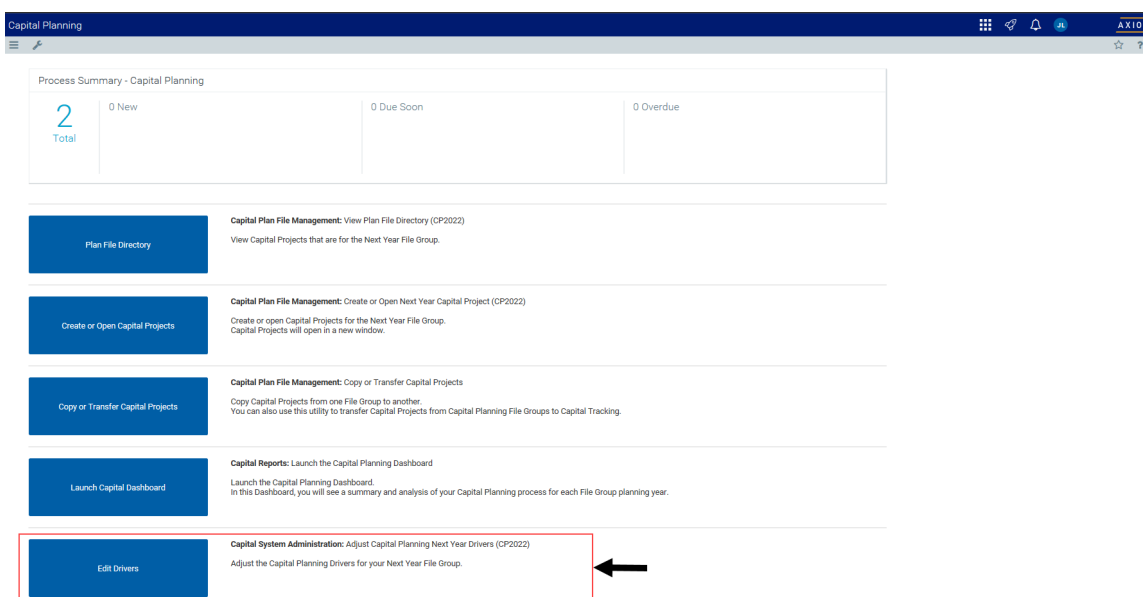 Capital Planning
JL
AXIO
?
Process Summary - Capital Planning
2
Total
0 New
0 Due Soon
0 Overdue
Plan File Directory
Capital Plan File Management: View Plan File Directory (CP2022)
View Capital Projects that are for the Next Year File Group.
Create or Open Capital Projects
Capital Plan File Management: Create or Open Next Year Capital Project (CP2022)
Create or open Capital Projects for the Next Year File Group.
Capital Projects will open in a new window.
Copy or Transfer Capital Projects
Capital Plan File Management: Copy or Transfer Capital Projects
Copy Capital Projects from one File Group to another.
You can also use this utility to transfer Capital Projects from Capital Planning File Groups to Capital Tracking.
Launch Capital Dashboard
Capital Reports: Launch the Capital Planning Dashboard
Launch the Capital Planning Dashboard.
In this Dashboard, you will see a summary and analysis of your Capital Planning process for each File Group planning year.
Edit Drivers
Capital System Administration: Adjust Capital Planning Next Year Drivers (CP2022)
Adjust the Capital Planning Drivers for your Next Year File Group.